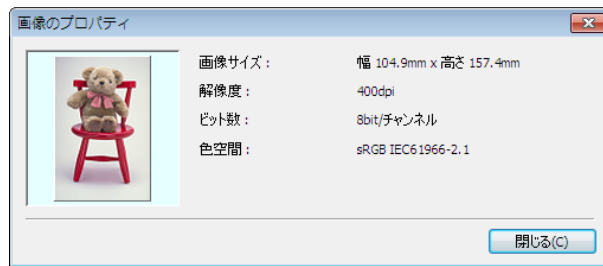 画像のプロパティ
画像サイズ： 幅 104.9mm x 高さ 157.4mm
解像度： 400dpi
ビット数： 8bit/チャンネル
色空間： sRGB IEC61966-2.1
閉じる(C)